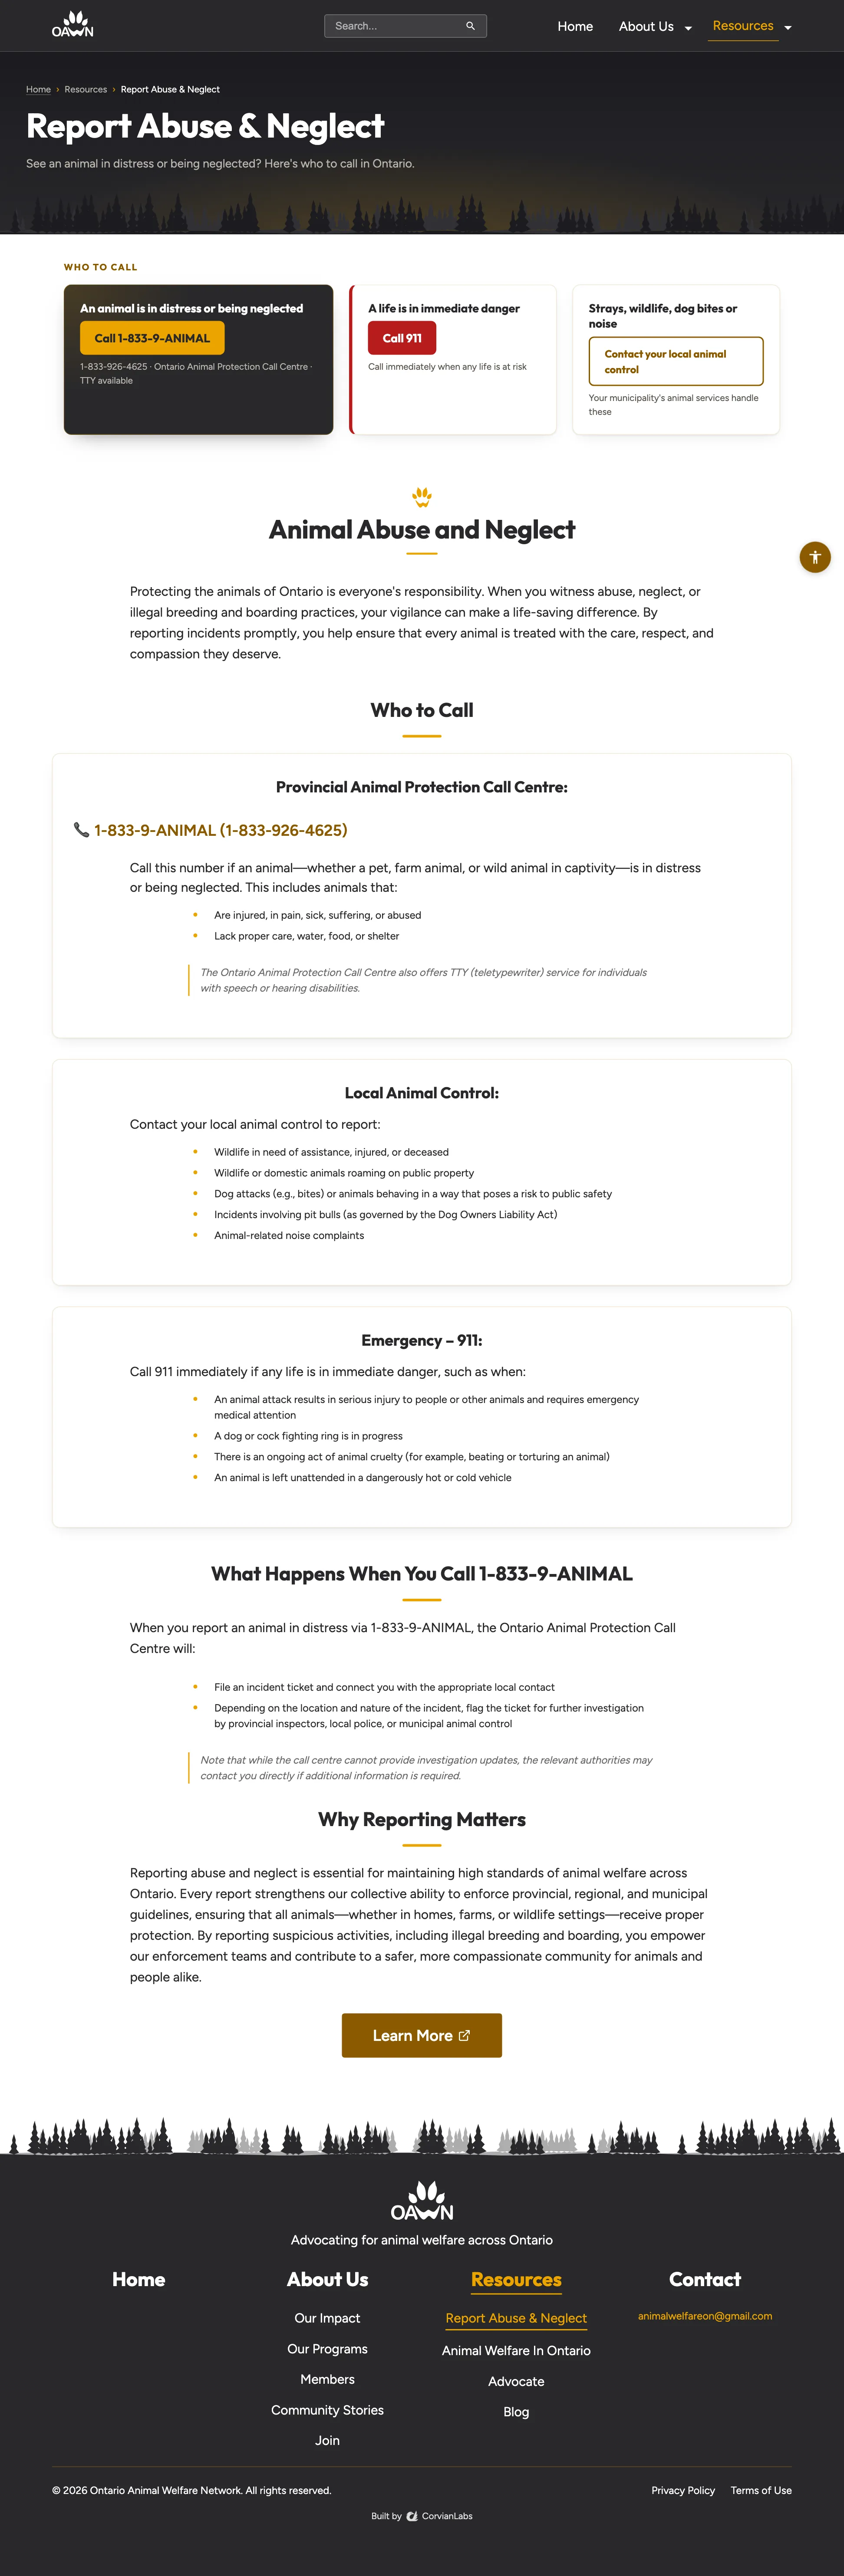 OAWN
Search...
Home
About Us
Resources
Home › Resources › Report Abuse & Neglect
Report Abuse & Neglect
See an animal in distress or being neglected? Here's who to call in Ontario.
WHO TO CALL
An animal is in distress or being neglected
Call 1-833-9-ANIMAL
1-833-926-4625 · Ontario Animal Protection Call Centre ·
TTY available
A life is in immediate danger
Call 911
Call immediately when any life is at risk
Strays, wildlife, dog bites or
noise
Contact your local animal
control
Your municipality's animal services handle
these
Animal Abuse and Neglect
Protecting the animals of Ontario is everyone's responsibility. When you witness abuse, neglect, or
illegal breeding and boarding practices, your vigilance can make a life-saving difference. By
reporting incidents promptly, you help ensure that every animal is treated with the care, respect, and
compassion they deserve.
Who to Call
Provincial Animal Protection Call Centre:
1-833-9-ANIMAL (1-833-926-4625)
Call this number if an animal—whether a pet, farm animal, or wild animal in captivity—is in distress
or being neglected. This includes animals that:
Are injured, in pain, sick, suffering, or abused
Lack proper care, water, food, or shelter
The Ontario Animal Protection Call Centre also offers TTY (teletypewriter) service for individuals
with speech or hearing disabilities.
Local Animal Control:
Contact your local animal control to report:
Wildlife in need of assistance, injured, or deceased
Wildlife or domestic animals roaming on public property
Dog attacks (e.g., bites) or animals behaving in a way that poses a risk to public safety
Incidents involving pit bulls (as governed by the Dog Owners Liability Act)
Animal-related noise complaints
Emergency – 911:
Call 911 immediately if any life is in immediate danger, such as when:
An animal attack results in serious injury to people or other animals and requires emergency
medical attention
A dog or cock fighting ring is in progress
There is an ongoing act of animal cruelty (for example, beating or torturing an animal)
An animal is left unattended in a dangerously hot or cold vehicle
What Happens When You Call 1-833-9-ANIMAL
When you report an animal in distress via 1-833-9-ANIMAL, the Ontario Animal Protection Call
Centre will:
File an incident ticket and connect you with the appropriate local contact
Depending on the location and nature of the incident, flag the ticket for further investigation
by provincial inspectors, local police, or municipal animal control
Note that while the call centre cannot provide investigation updates, the relevant authorities may
contact you directly if additional information is required.
Why Reporting Matters
Reporting abuse and neglect is essential for maintaining high standards of animal welfare across
Ontario. Every report strengthens our collective ability to enforce provincial, regional, and municipal
guidelines, ensuring that all animals—whether in homes, farms, or wildlife settings—receive proper
protection. By reporting suspicious activities, including illegal breeding and boarding, you empower
our enforcement teams and contribute to a safer, more compassionate community for animals and
people alike.
Learn More
OAWN
Advocating for animal welfare across Ontario
Home
About Us
Our Impact
Our Programs
Members
Community Stories
Join
Resources
Report Abuse & Neglect
Animal Welfare In Ontario
Advocate
Blog
Contact
animalwelfareon@gmail.com
© 2026 Ontario Animal Welfare Network. All rights reserved.
Privacy Policy
Terms of Use
Built by CorvianLabs